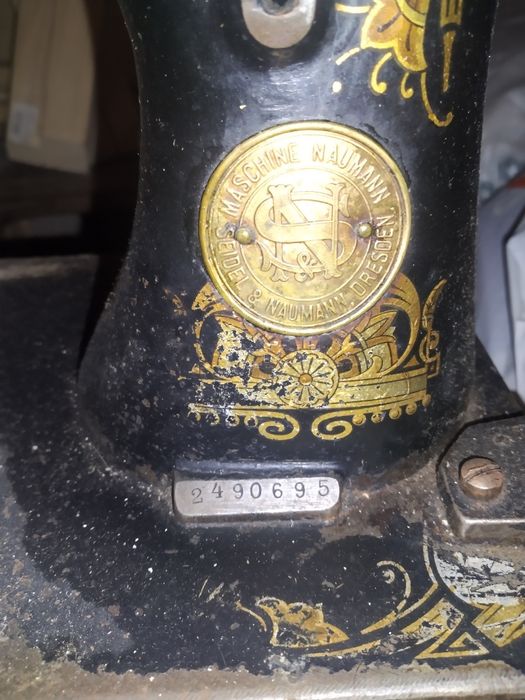 MASCHINE NAUMANN
S&N
SEIDEL & NAUMANN, DRESDEN
2490695